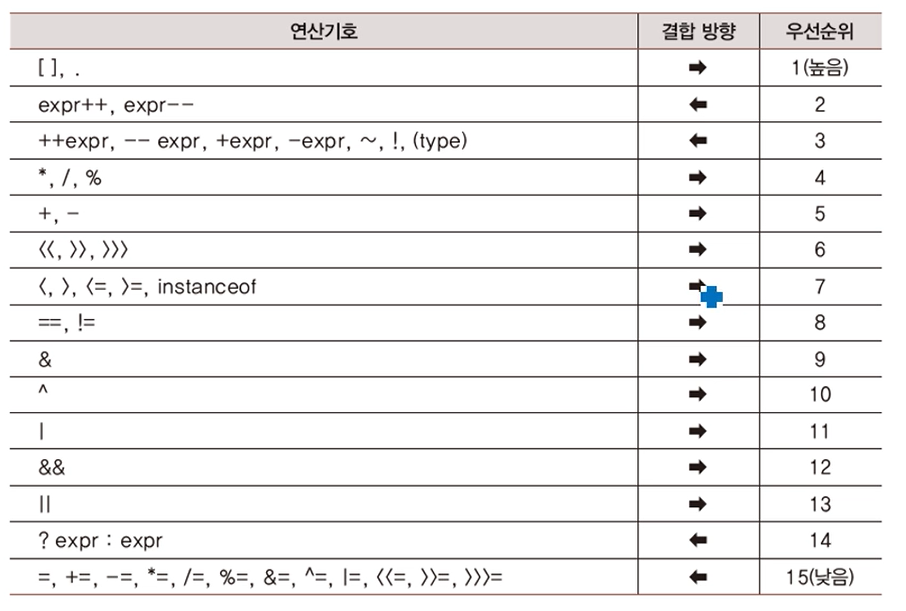 연산기호 결합 방향 우선순위
[ ], . ➡ 1(높음)
expr++, expr−− ⬅ 2
++expr, −− expr, +expr, −expr, ~, !, (type) ⬅ 3
*, /, % ➡ 4
+, − ➡ 5
〈〈, 〉〉, 〉〉〉 ➡ 6
〈, 〉, 〈=, 〉=, instanceof ➡ 7
==, != ➡ 8
& ➡ 9
^ ➡ 10
| ➡ 11
&& ➡ 12
|| ➡ 13
? expr : expr ⬅ 14
=, +=, −=, *=, /=, %=, &=, ^=, |=, 〈〈=, 〉〉=, 〉〉〉= ⬅ 15(낮음)